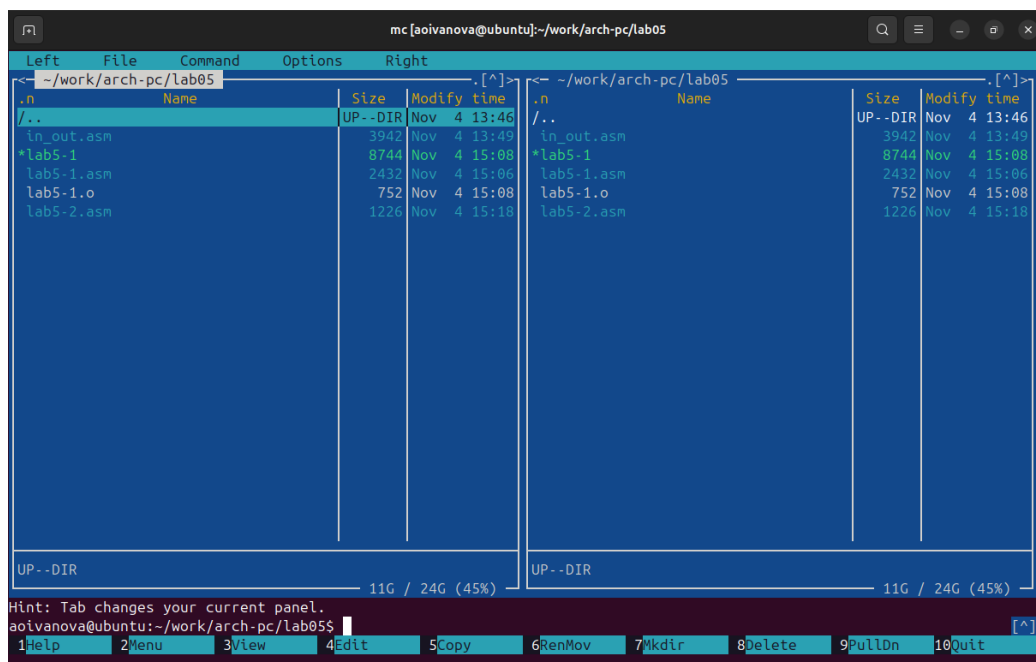 mc [aoivanova@ubuntu]:~/work/arch-pc/lab05
Left File Command Options Right
<- ~/work/arch-pc/lab05 .[^]> <- ~/work/arch-pc/lab05 .[^]>
.n Name Size Modify time .n Name Size Modify time
/.. UP--DIR Nov 4 13:46 /.. UP--DIR Nov 4 13:46
in_out.asm 3942 Nov 4 13:49 in_out.asm 3942 Nov 4 13:49
*lab5-1 8744 Nov 4 15:08 *lab5-1 8744 Nov 4 15:08
lab5-1.asm 2432 Nov 4 15:06 lab5-1.asm 2432 Nov 4 15:06
lab5-1.o 752 Nov 4 15:08 lab5-1.o 752 Nov 4 15:08
lab5-2.asm 1226 Nov 4 15:18 lab5-2.asm 1226 Nov 4 15:18
UP--DIR UP--DIR
11G / 24G (45%) 11G / 24G (45%)
Hint: Tab changes your current panel.
aoivanova@ubuntu:~/work/arch-pc/lab05$ [^]
1Help 2Menu 3View 4Edit 5Copy 6RenMov 7Mkdir 8Delete 9PullDn 10Quit